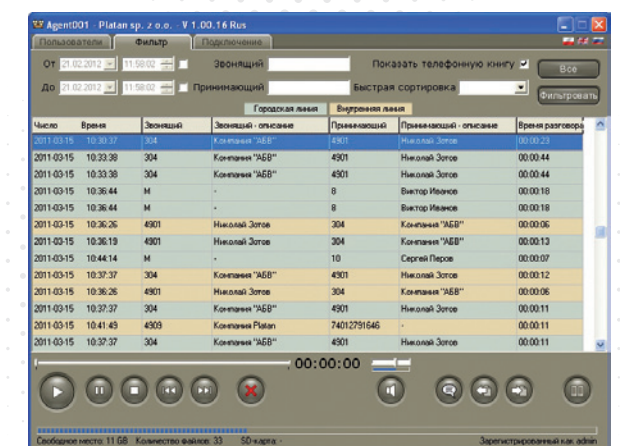 Agent001 - Platan sp. z o.o. - V 1.00.16 Rus
Пользователи Фильтр Подключение
От 21.02.2012 11:58:02 Звонящий Показать телефонную книгу Все
До 21.02.2012 11:58:02 Принимающий Быстрая сортировка Фильтровать
Городская линия Внутренняя линия
Число Время Звонящий Звонящий - описание Принимающий Принимающий - описание Время разговора
2011-03-15 10:30:37 304 Компания "АБВ" 4901 Николай Зотов 00:00:23
2011-03-15 10:33:38 304 Компания "АБВ" 4901 Николай Зотов 00:00:44
2011-03-15 10:33:38 304 Компания "АБВ" 4901 Николай Зотов 00:00:44
2011-03-15 10:36:44 M - 8 Виктор Иванов 00:00:18
2011-03-15 10:36:44 M - 8 Виктор Иванов 00:00:18
2011-03-15 10:36:26 4901 Николай Зотов 304 Компания "АБВ" 00:00:06
2011-03-15 10:36:19 4901 Николай Зотов 304 Компания "АБВ" 00:00:13
2011-03-15 10:44:14 M - 10 Сергей Перов 00:00:07
2011-03-15 10:37:37 304 Компания "АБВ" 4901 Николай Зотов 00:00:12
2011-03-15 10:36:26 4901 Николай Зотов 304 Компания "АБВ" 00:00:06
2011-03-15 10:37:37 304 Компания "АБВ" 4901 Николай Зотов 00:00:11
2011-03-15 10:41:49 4909 Компания Platan 74012791646 - 00:00:11
2011-03-15 10:37:37 304 Компания "АБВ" 4901 Николай Зотов 00:00:11
00:00:00
Свободное место: 11 GB Количество файлов: 33 SD-карта: - Зарегистрированный как: admin